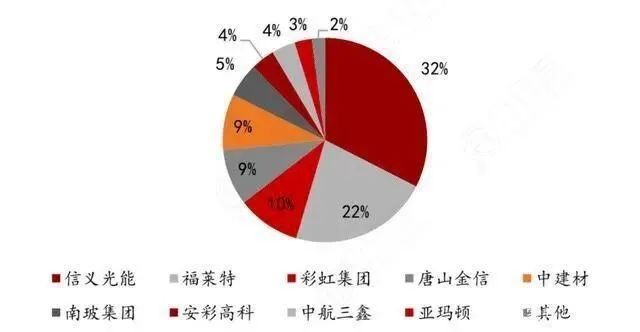 4% 4% 3% 2%
5% 32%
9%
9% 10% 22%
信义光能 福莱特 彩虹集团 唐山金信 中建材
南玻集团 安彩高科 中航三鑫 亚玛顿 其他